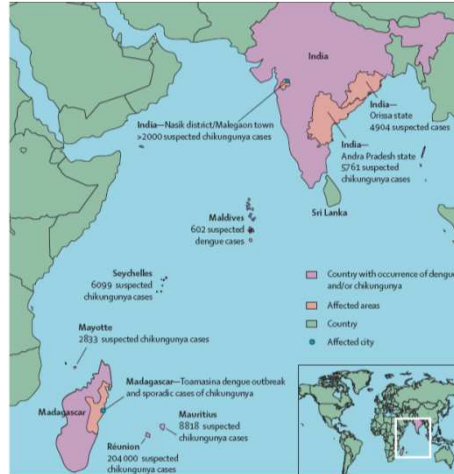 India
India—Nasik district/Malegaon town
>2000 suspected chikungunya cases
India—
Orissa state
4904 suspected cases
India—
Andra Pradesh state
5761 suspected
chikungunya cases
Sri Lanka
Maldives
602 suspected
dengue cases
Seychelles
6099 suspected
chikungunya cases
Country with occurrence of dengue
and/or chikungunya
Affected areas
Country
Affected city
Mayotte
2833 suspected chikungunya cases
Madagascar—Toamasina dengue outbreak
and sporadic cases of chikungunya
Madagascar
Mauritius
8818 suspected
chikungunya cases
Réunion
204 000 suspected
chikungunya cases